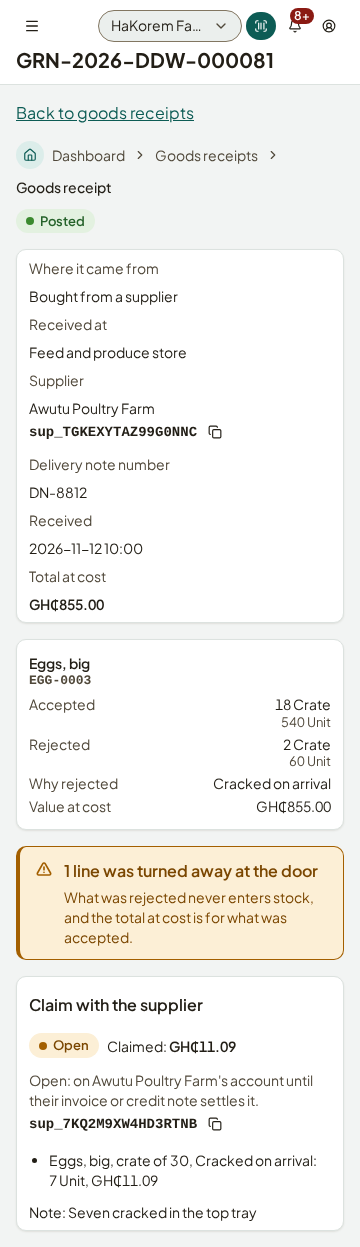 HaKorem Fa...
8+
GRN-2026-DDW-000081
Back to goods receipts
Dashboard
Goods receipts
Goods receipt
Posted
Where it came from
Bought from a supplier
Received at
Feed and produce store
Supplier
Awutu Poultry Farm
sup_TGKEXYTAZ99G0NNC
Delivery note number
DN-8812
Received
2026-11-12 10:00
Total at cost
GH₵855.00
Eggs, big
EGG-0003
Accepted 18 Crate
540 Unit
Rejected 2 Crate
60 Unit
Why rejected Cracked on arrival
Value at cost GH₵855.00
1 line was turned away at the door
What was rejected never enters stock,
and the total at cost is for what was
accepted.
Claim with the supplier
Open Claimed: GH₵11.09
Open: on Awutu Poultry Farm's account until
their invoice or credit note settles it.
sup_7KQ2M9XW4HD3RTNB
• Eggs, big, crate of 30, Cracked on arrival:
7 Unit, GH₵11.09
Note: Seven cracked in the top tray